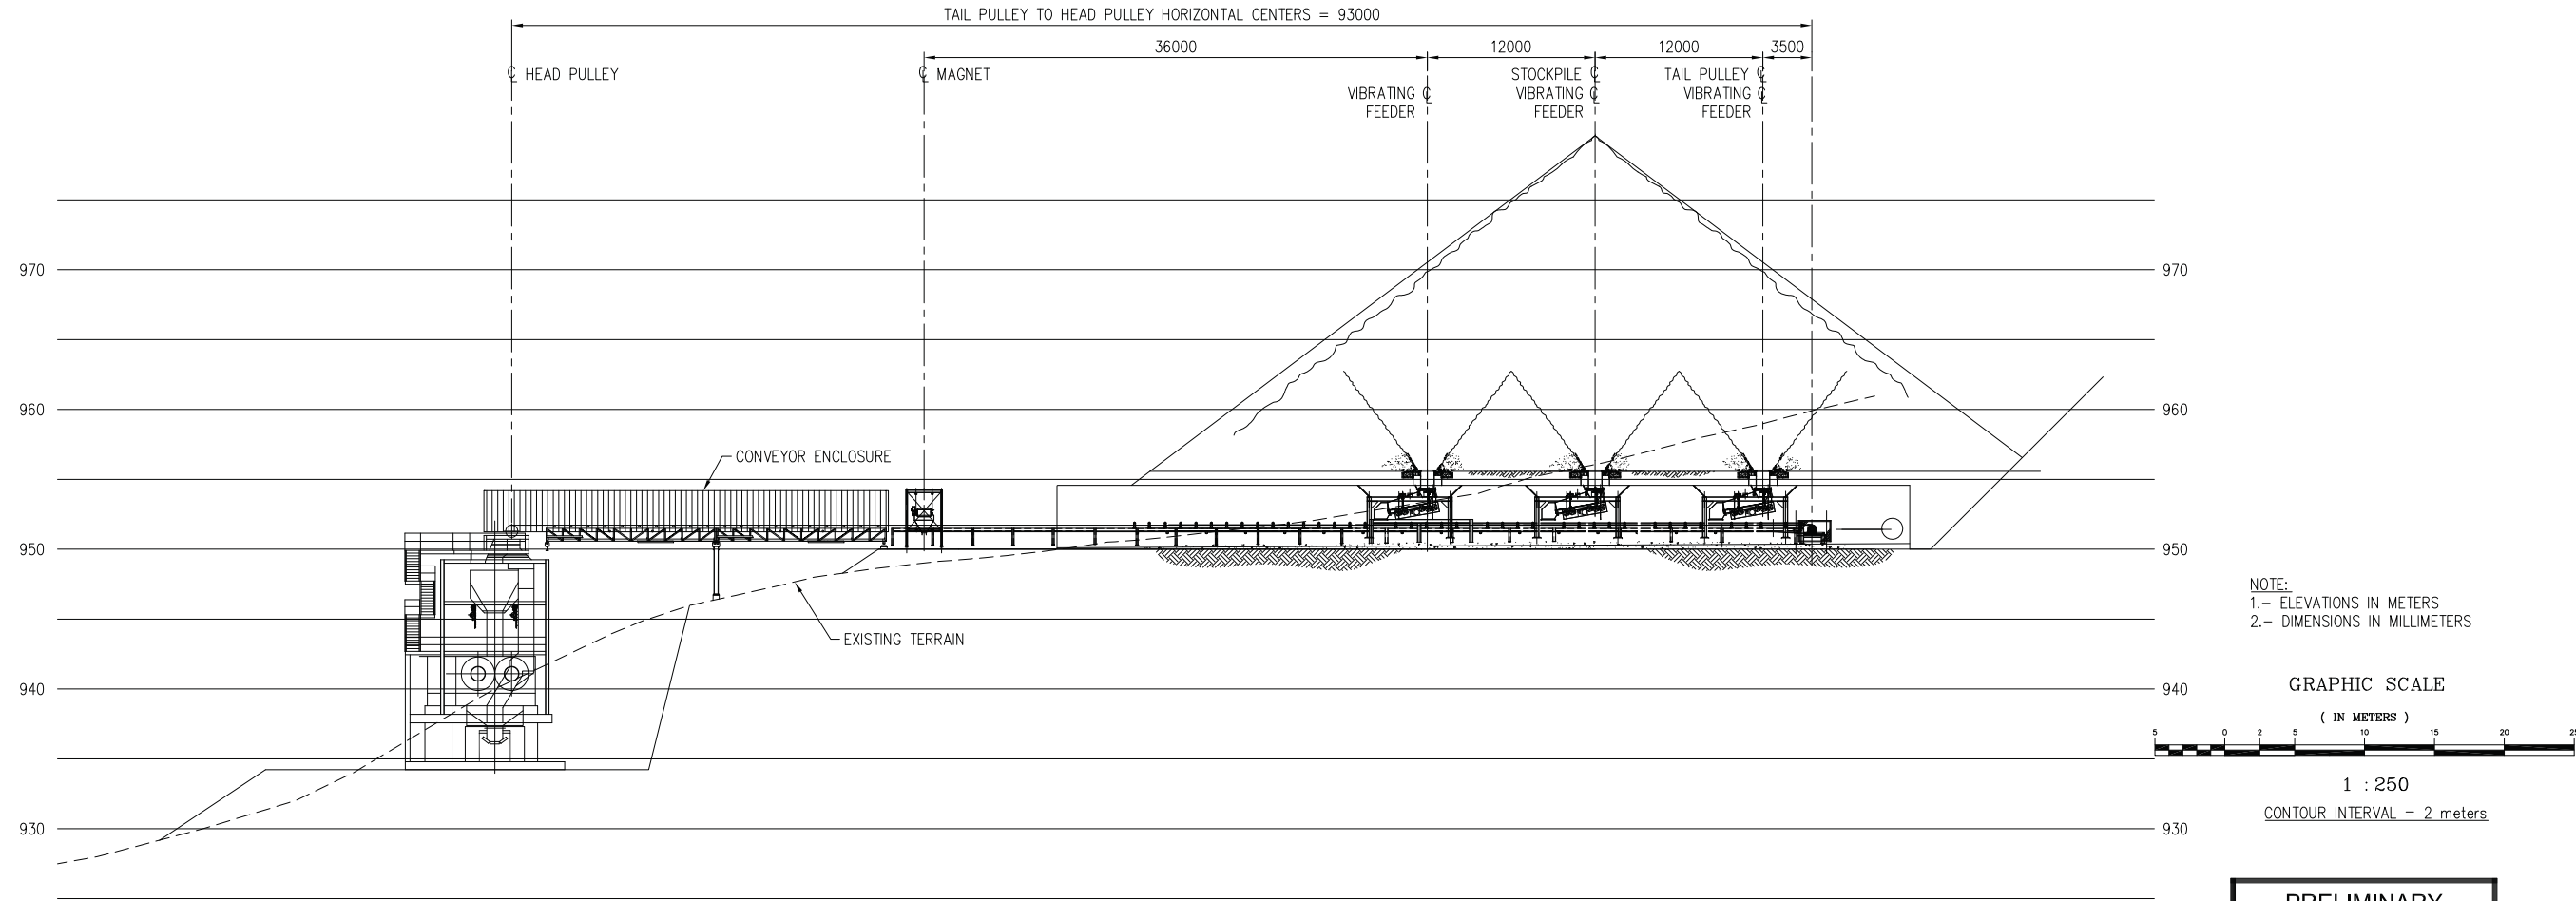 TAIL PULLEY TO HEAD PULLEY HORIZONTAL CENTERS = 93000
36000
12000
12000
3500
℄ HEAD PULLEY
℄ MAGNET
VIBRATING ℄
FEEDER
STOCKPILE ℄
VIBRATING ℄
FEEDER
TAIL PULLEY ℄
VIBRATING ℄
FEEDER
970
970
960
960
CONVEYOR ENCLOSURE
950
950
EXISTING TERRAIN
NOTE:
1.- ELEVATIONS IN METERS
2.- DIMENSIONS IN MILLIMETERS
940
940
GRAPHIC SCALE
( IN METERS )
5 0 2 5 10 15 20 25
1 : 250
CONTOUR INTERVAL = 2 meters
930
930
PRELIMINARY